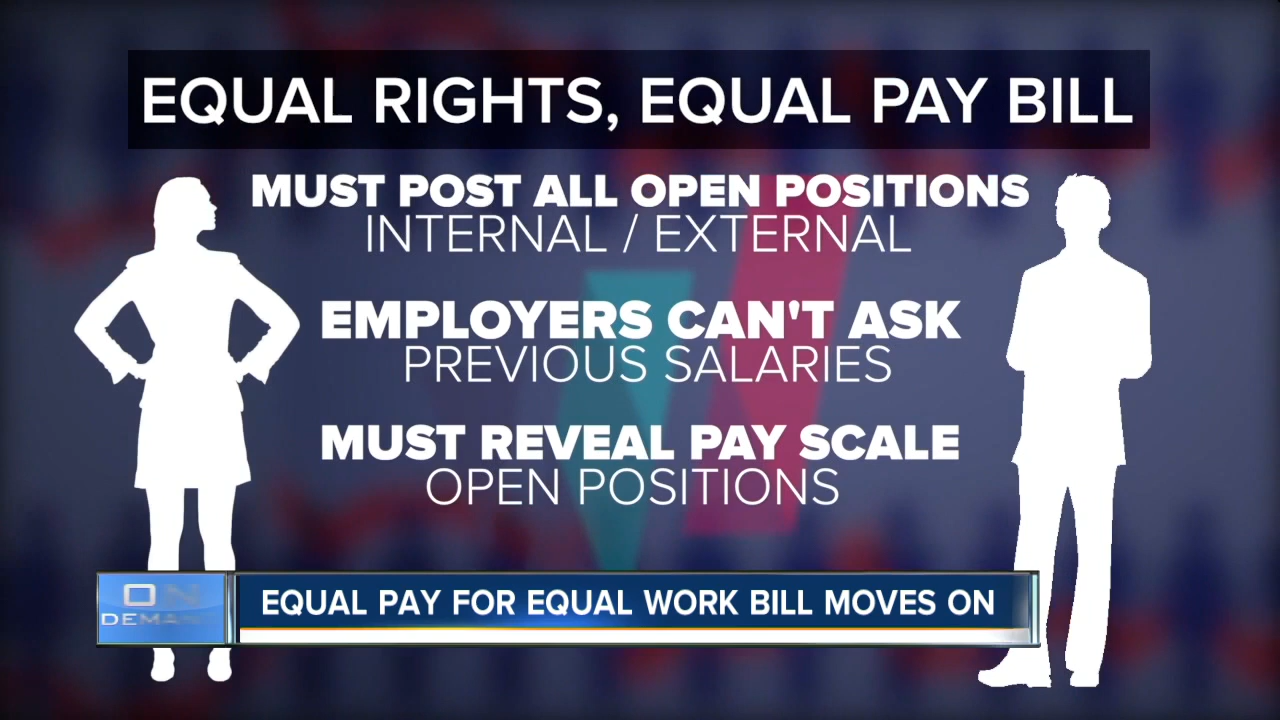 EQUAL RIGHTS, EQUAL PAY BILL
MUST POST ALL OPEN POSITIONS
INTERNAL / EXTERNAL
EMPLOYERS CAN'T ASK
PREVIOUS SALARIES
MUST REVEAL PAY SCALE
OPEN POSITIONS
ON
DEMAND
EQUAL PAY FOR EQUAL WORK BILL MOVES ON